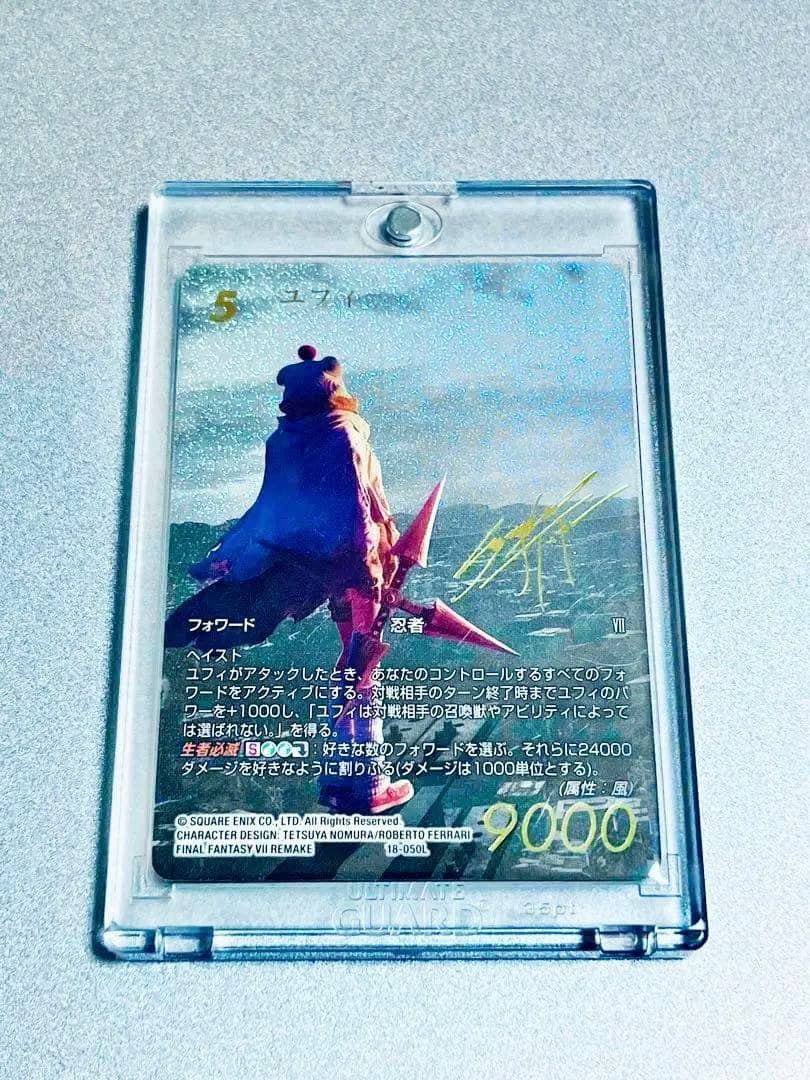 5 ユフィ
フォワード 忍者 VII
ヘイスト
ユフィがアタックしたとき、あなたのコントロールするすべてのフォ
ワードをアクティブにする。対戦相手のターン終了時までユフィのパ
ワーを+1000し、「ユフィは対戦相手の召喚獣やアビリティによって
は選ばれない。」を得る。
生者必滅 S : 好きな数のフォワードを選ぶ。それらに24000
ダメージを好きなように割りふる(ダメージは1000単位とする)。
(属性:風)
9000
© SQUARE ENIX CO., LTD. All Rights Reserved
CHARACTER DESIGN: TETSUYA NOMURA/ROBERTO FERRARI
FINAL FANTASY VII REMAKE 18-050L
ULTIMATE
GUARD 35pt